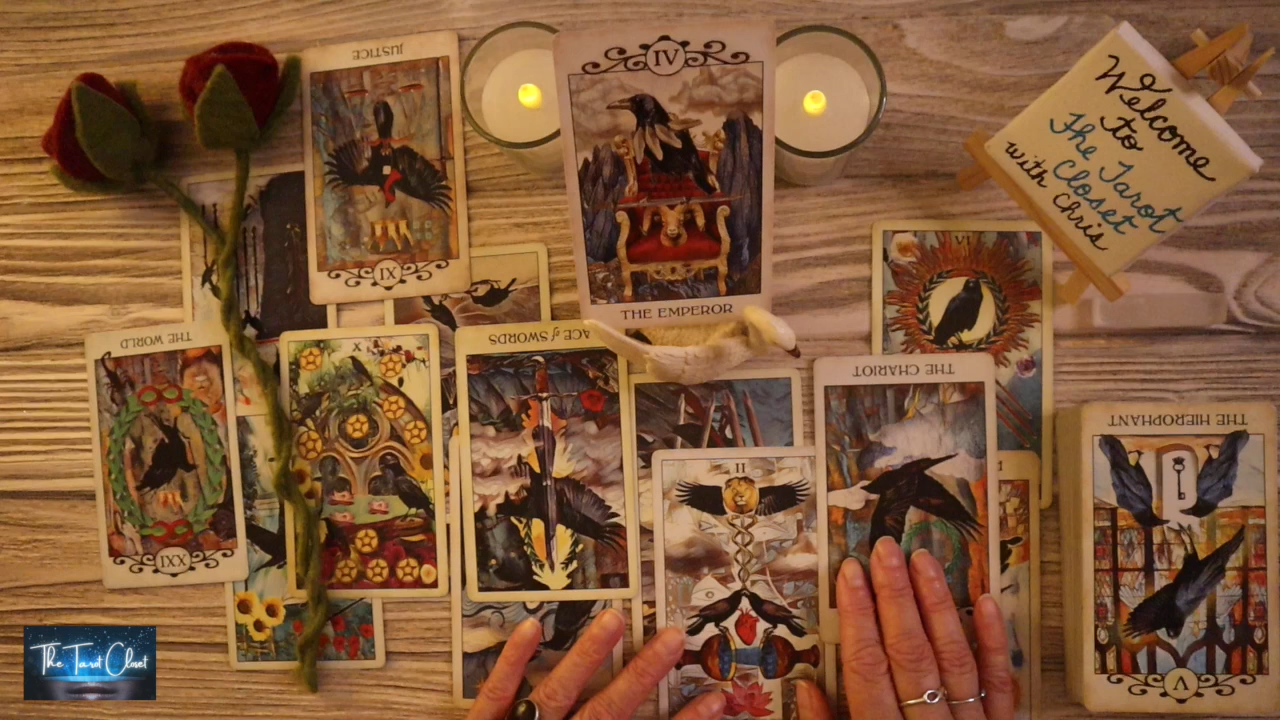 JUSTICE
XI
IV
THE EMPEROR
Welcome
to
The Tarot
Closet
with Chris
VI
THE WORLD
XXI
X
ACE of SWORDS
II
THE CHARIOT
THE HIEROPHANT
V
The Tarot Closet